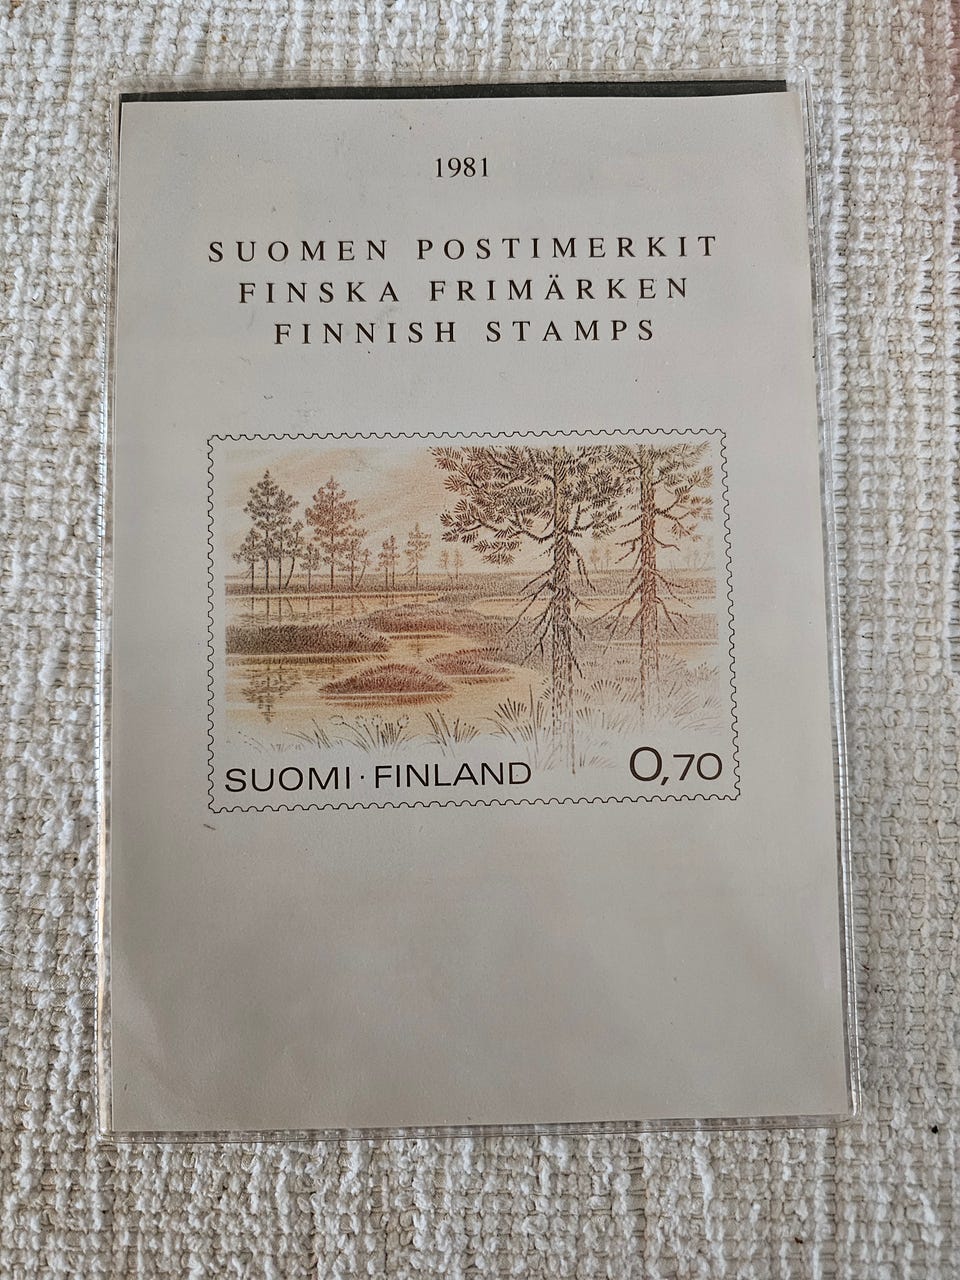 1981
SUOMEN POSTIMERKIT
FINSKA FRIMÄRKEN
FINNISH STAMPS
SUOMI · FINLAND 0,70